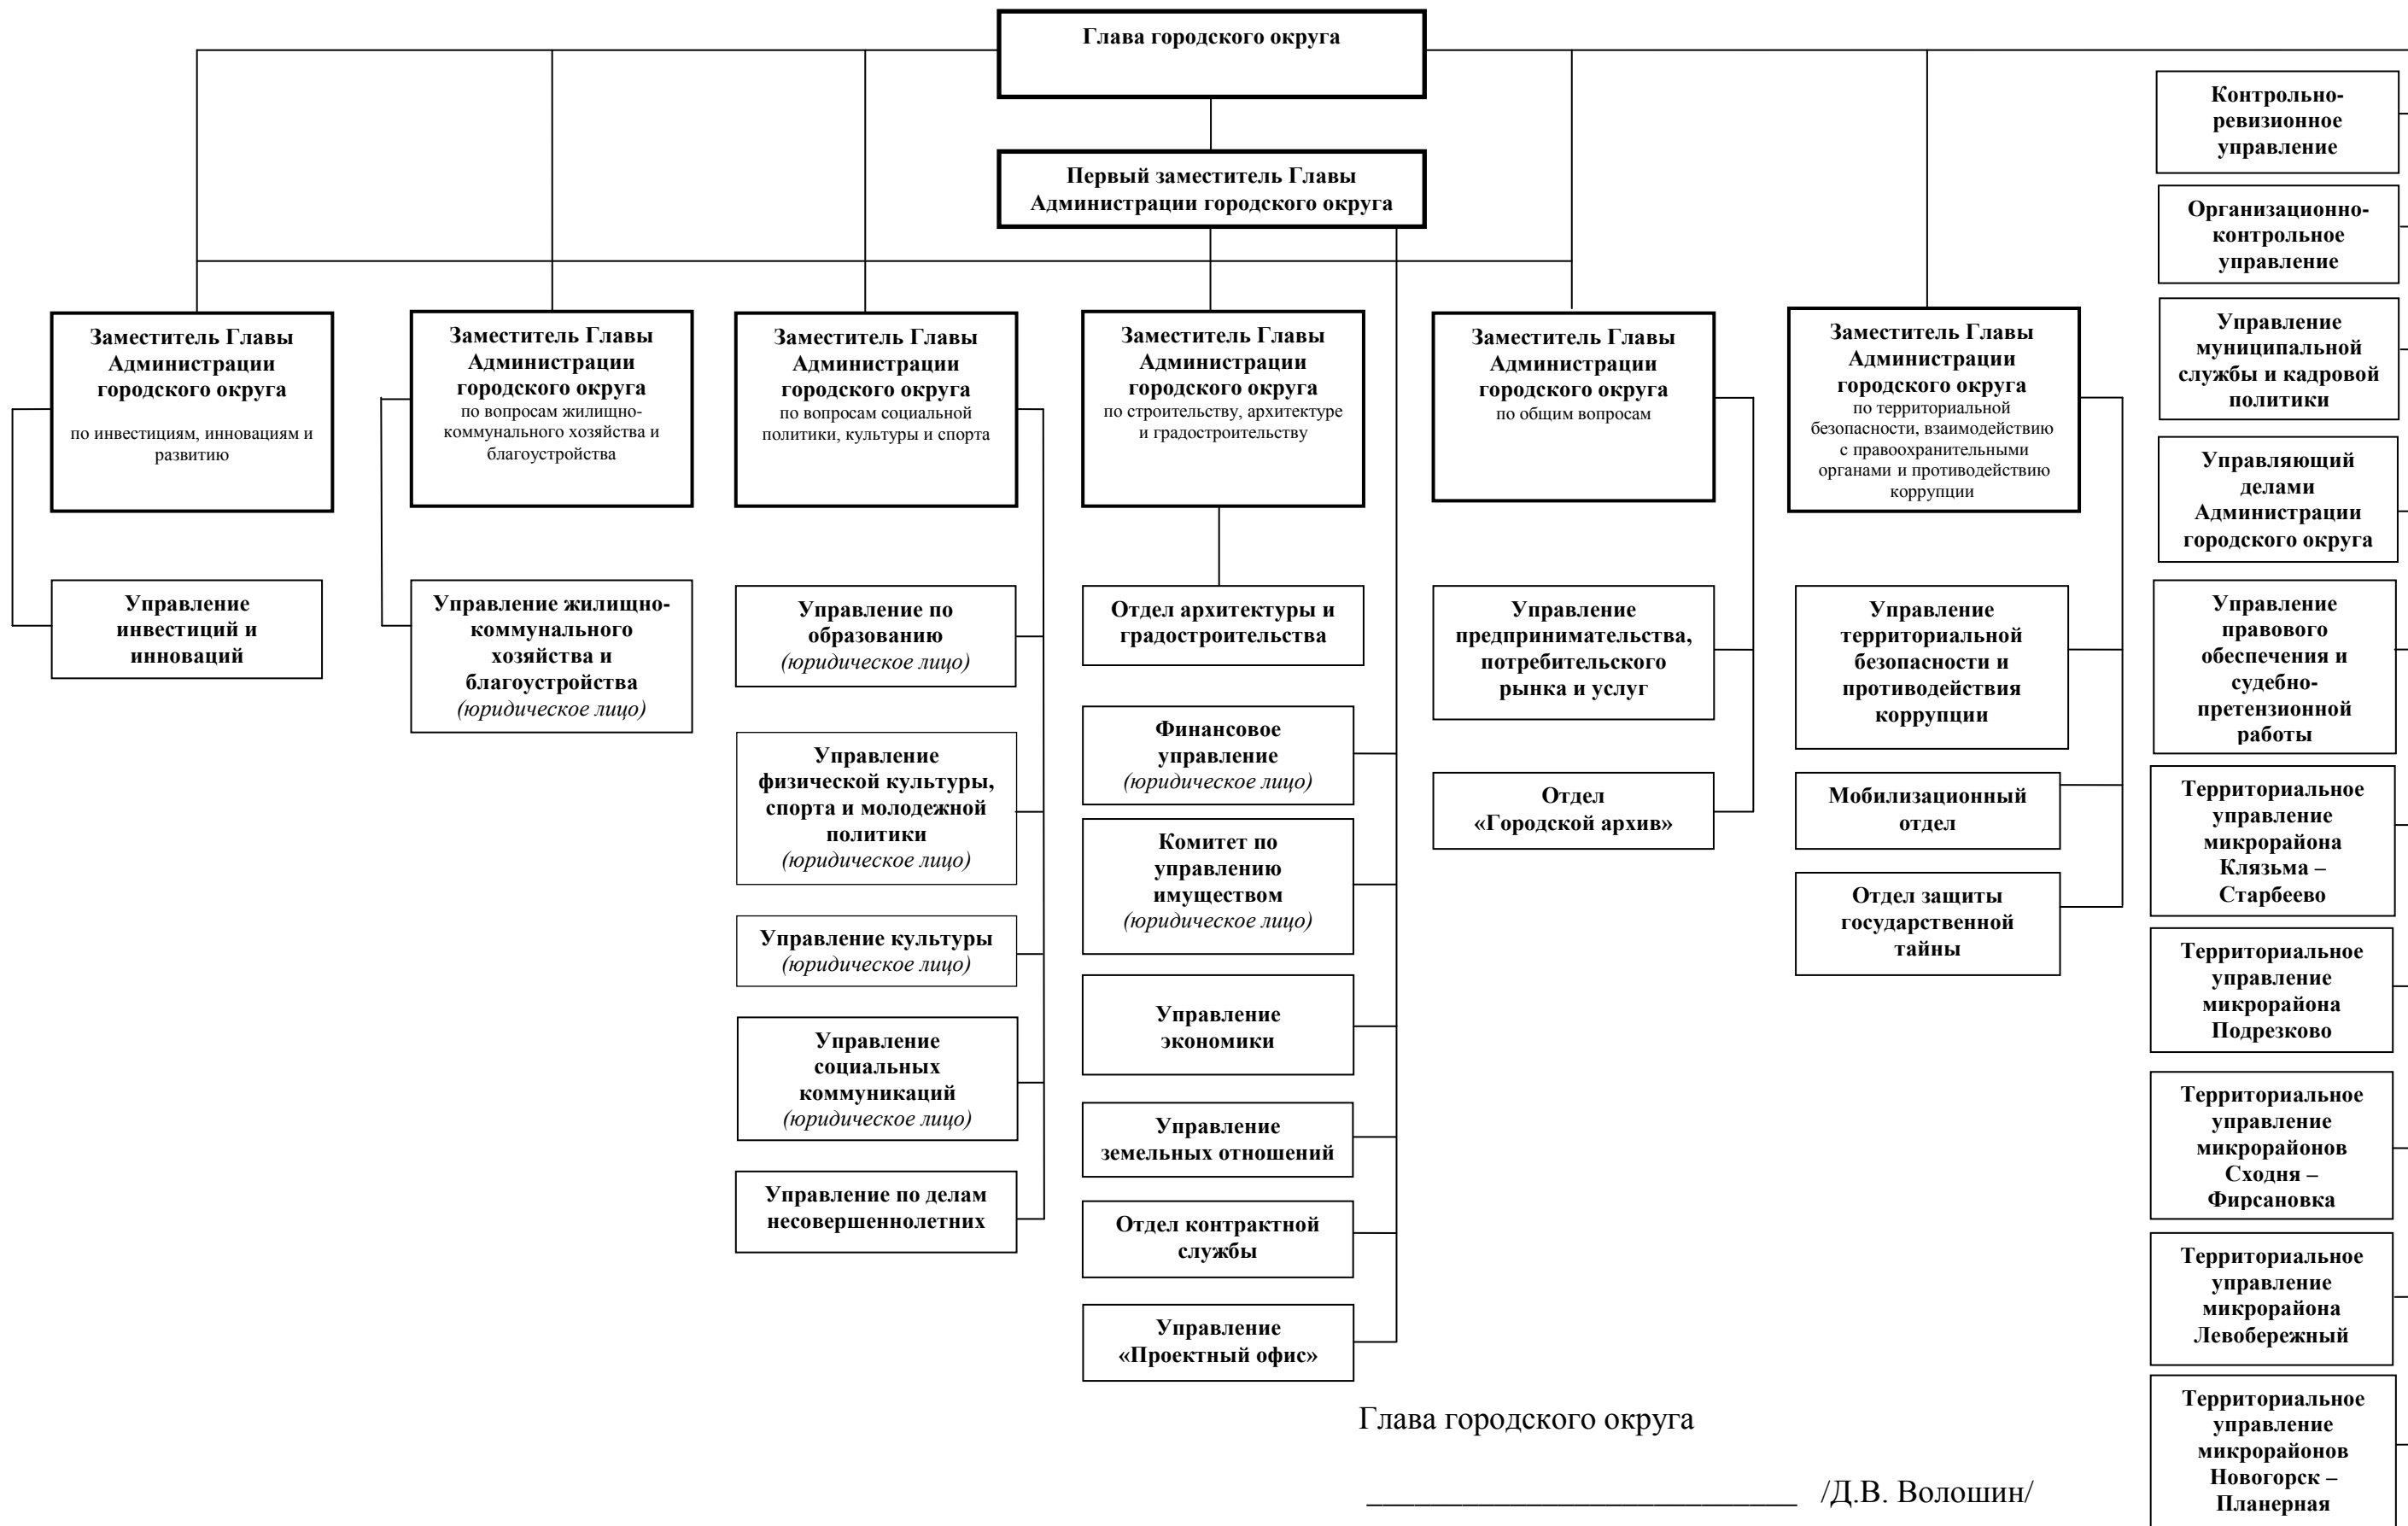 Глава городского округа
Первый заместитель Главы
Администрации городского округа
Заместитель Главы
Администрации
городского округа
по инвестициям, инновациям и
развитию
Управление
инвестиций и
инноваций
Заместитель Главы
Администрации
городского округа
по вопросам жилищно-
коммунального хозяйства и
благоустройства
Управление жилищно-
коммунального
хозяйства и
благоустройства
(юридическое лицо)
Заместитель Главы
Администрации
городского округа
по вопросам социальной
политики, культуры и спорта
Управление по
образованию
(юридическое лицо)
Управление
физической культуры,
спорта и молодежной
политики
(юридическое лицо)
Управление культуры
(юридическое лицо)
Управление
социальных
коммуникаций
(юридическое лицо)
Управление по делам
несовершеннолетних
Заместитель Главы
Администрации
городского округа
по строительству, архитектуре
и градостроительству
Отдел архитектуры и
градостроительства
Финансовое
управление
(юридическое лицо)
Комитет по
управлению
имуществом
(юридическое лицо)
Управление
экономики
Управление
земельных отношений
Отдел контрактной
службы
Управление
«Проектный офис»
Заместитель Главы
Администрации
городского округа
по общим вопросам
Управление
предпринимательства,
потребительского
рынка и услуг
Отдел
«Городской архив»
Заместитель Главы
Администрации
городского округа
по территориальной
безопасности, взаимодействию
с правоохранительными
органами и противодействию
коррупции
Управление
территориальной
безопасности и
противодействия
коррупции
Мобилизационный
отдел
Отдел защиты
государственной
тайны
Контрольно-
ревизионное
управление
Организационно-
контрольное
управление
Управление
муниципальной
службы и кадровой
политики
Управляющий
делами
Администрации
городского округа
Управление
правового
обеспечения и
судебно-
претензионной
работы
Территориальное
управление
микрорайона
Клязьма –
Старбеево
Территориальное
управление
микрорайона
Подрезково
Территориальное
управление
микрорайонов
Сходня –
Фирсановка
Территориальное
управление
микрорайона
Левобережный
Территориальное
управление
микрорайонов
Новогорск –
Планерная
Глава городского округа
___________________________ /Д.В. Волошин/